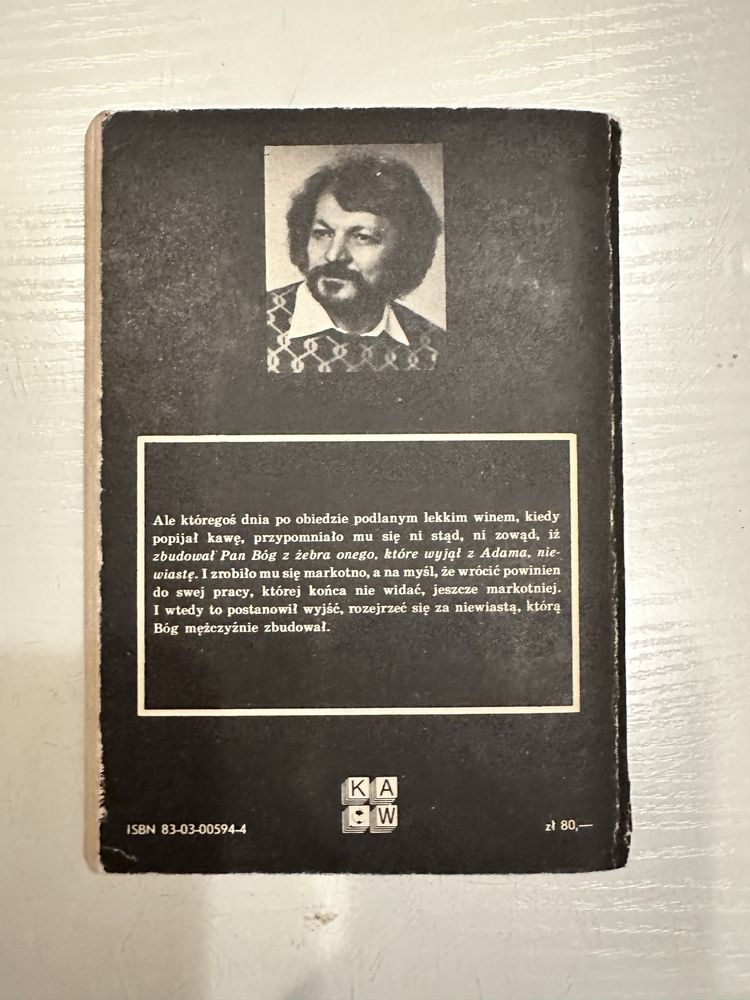 Ale któregoś dnia po obiedzie podlanym lekkim winem, kiedy
popijał kawę, przypomniało mu się ni stąd, ni zowąd, iż
zbudował Pan Bóg z żebra onego, które wyjął z Adama, nie-
wiastę. I zrobiło mu się markotno, a na myśl, że wrócić powinien
do swej pracy, której końca nie widać, jeszcze markotniej.
I wtedy to postanowił wyjść, rozejrzeć się za niewiastą, którą
Bóg mężczyźnie zbudował.
K A
C W
ISBN 83-03-00594-4
zł 80,—